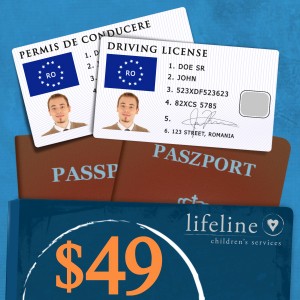 PERMIS DE CONDUCERE
RO
DRIVING LICENSE
RO
1. DOE SR
2. JOHN
3. 523XDF523623
4. 82XCS 5785
5.
6. 123 STREET, ROMANIA
PASZPORT
lifeline
children's services
$49